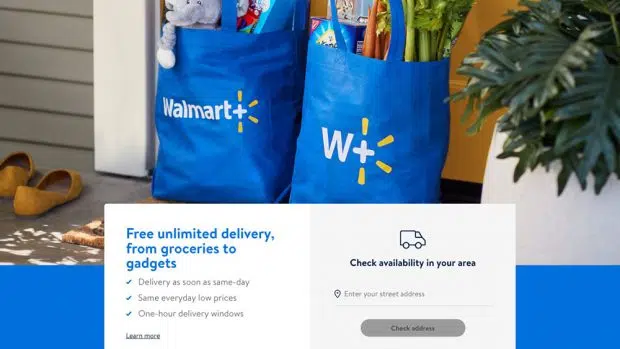 Walmart+
W+
Free unlimited delivery,
from groceries to
gadgets
Delivery as soon as same-day
Same everyday low prices
One-hour delivery windows
Learn more
Check availability in your area
Enter your street address
Check address